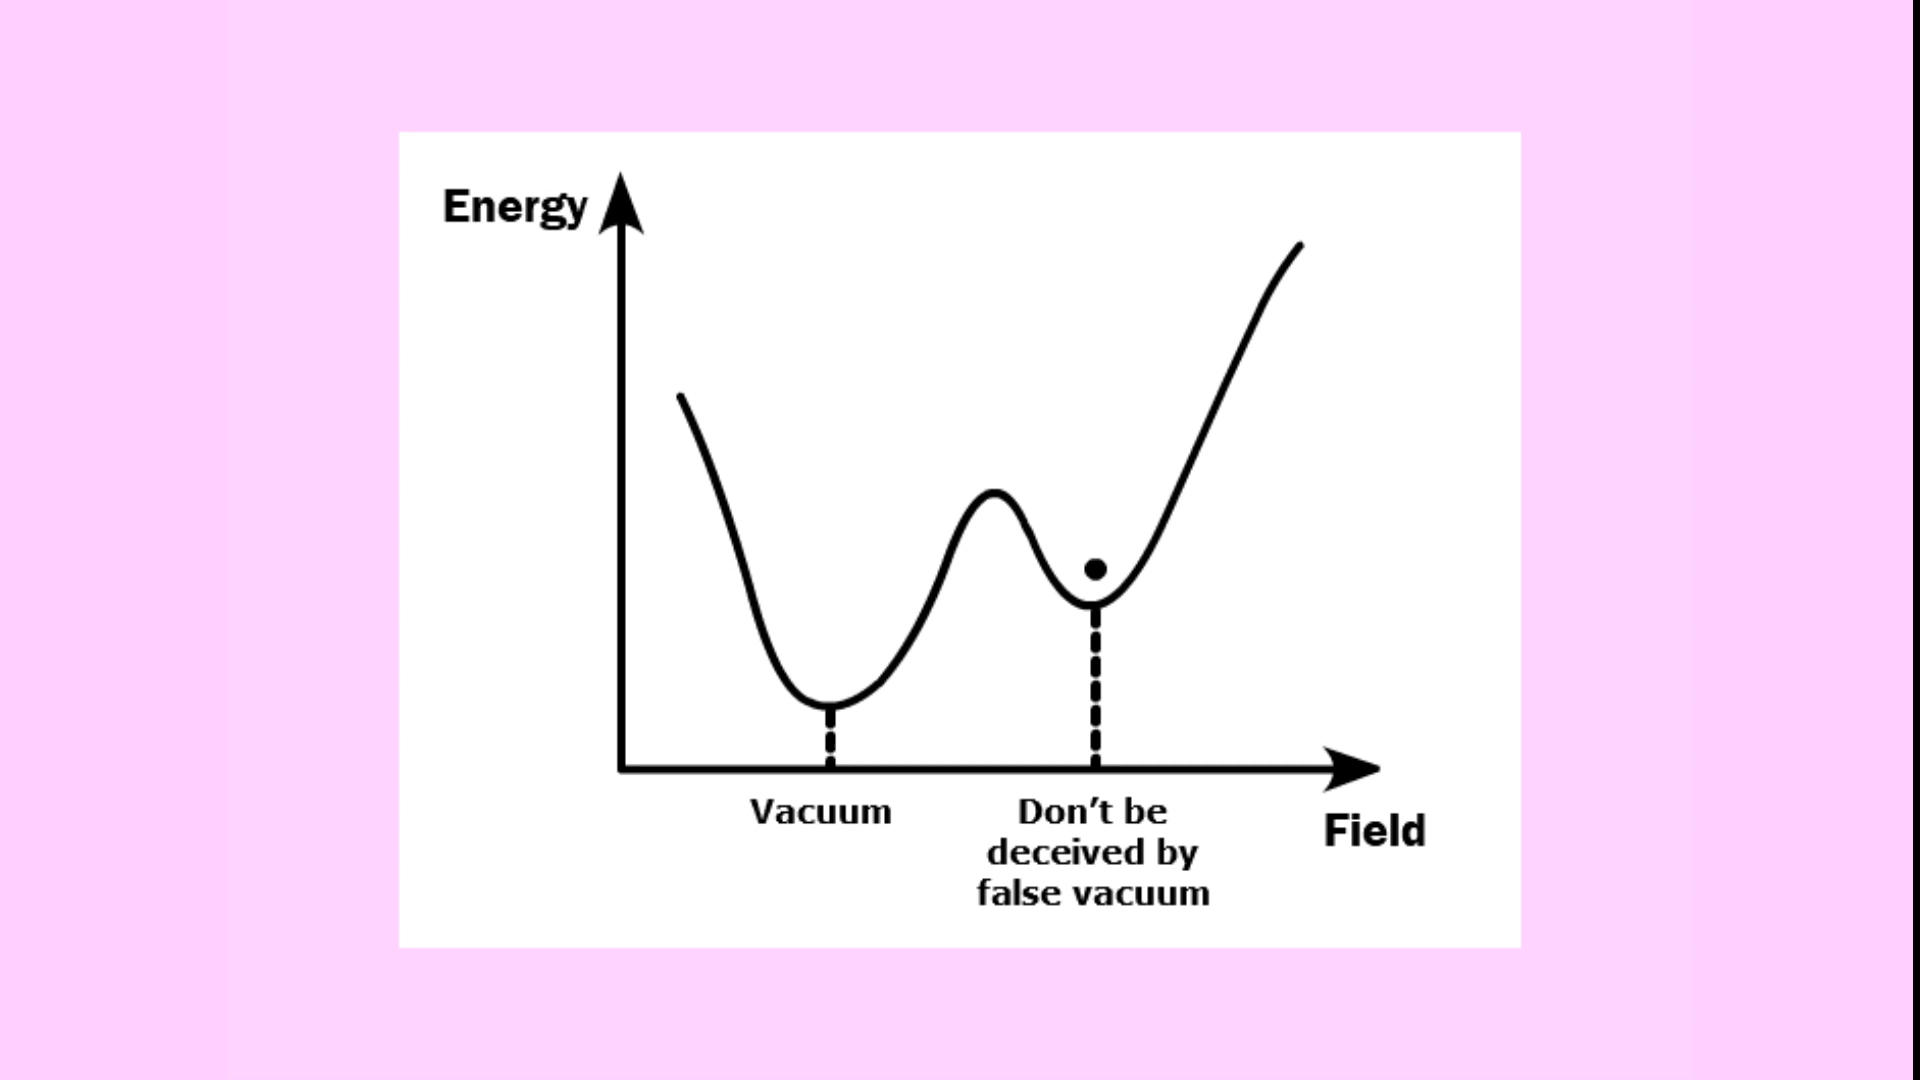 Energy
Vacuum
Don’t be
deceived by
false vacuum
Field